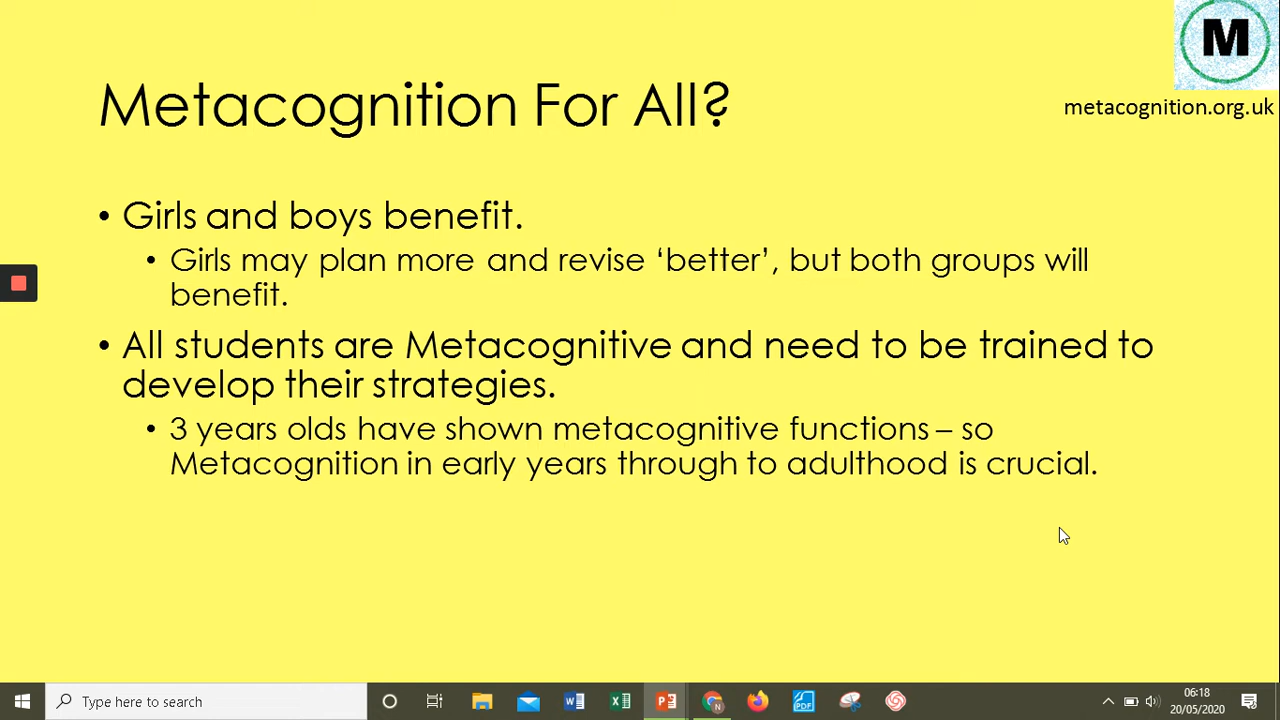 M
metacognition.org.uk
Metacognition For All?
• Girls and boys benefit.
• Girls may plan more and revise ‘better’, but both groups will
benefit.
• All students are Metacognitive and need to be trained to
develop their strategies.
• 3 years olds have shown metacognitive functions – so
Metacognition in early years through to adulthood is crucial.
Type here to search
W
X
P
N
PDF
06:18
20/05/2020